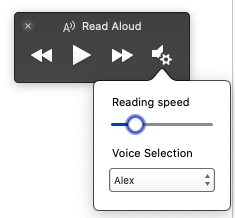 Read Aloud
Reading speed
Voice Selection
Alex